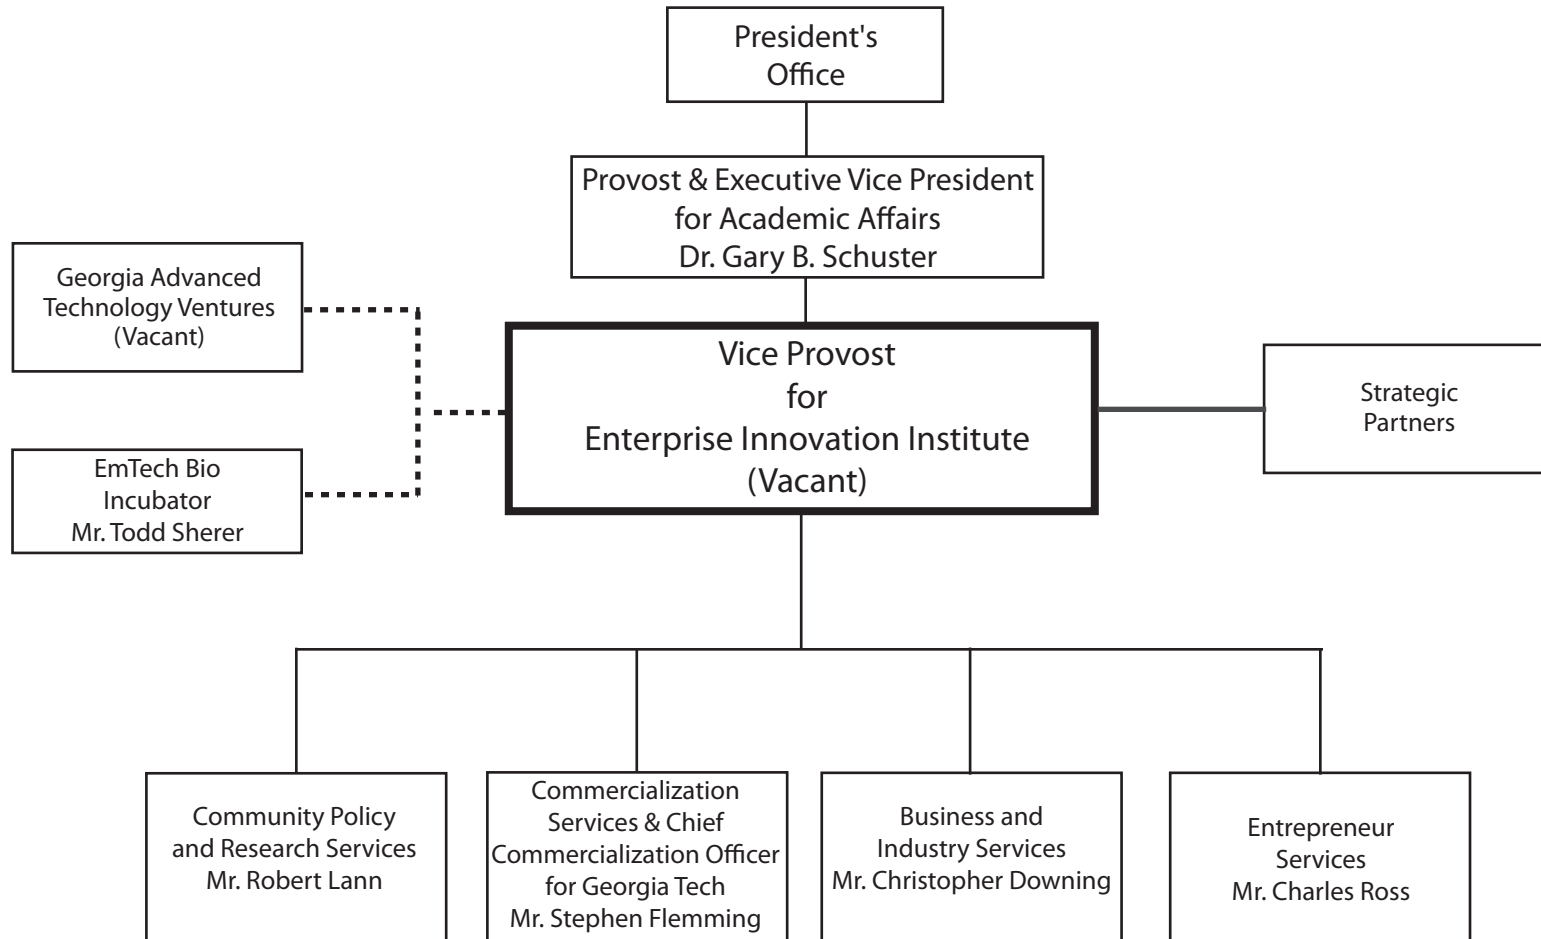 President's
Office
Provost & Executive Vice President
for Academic Affairs
Dr. Gary B. Schuster
Georgia Advanced
Technology Ventures
(Vacant)
Vice Provost
for
Enterprise Innovation Institute
(Vacant)
Strategic
Partners
EmTech Bio
Incubator
Mr. Todd Sherer
Community Policy
and Research Services
Mr. Robert Lann
Commercialization
Services & Chief
Commercialization Officer
for Georgia Tech
Mr. Stephen Flemming
Business and
Industry Services
Mr. Christopher Downing
Entrepreneur
Services
Mr. Charles Ross